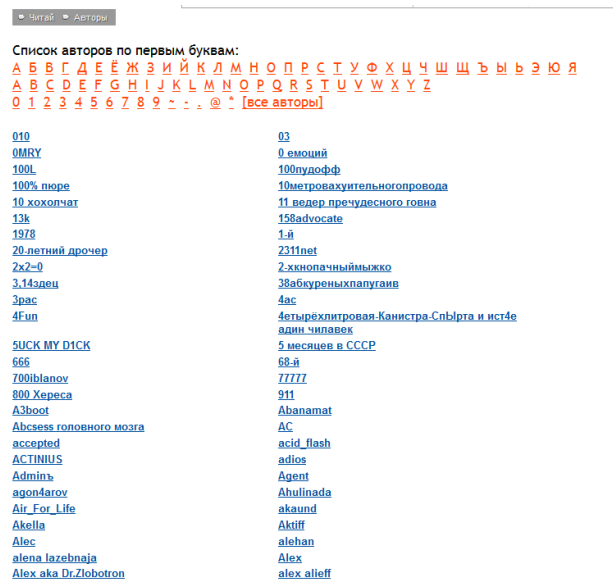 Читай Авторы
Список авторов по первым буквам:
А Б В Г Д Е Ё Ж З И Й К Л М Н О П Р С Т У Ф Х Ц Ч Ш Щ Ъ Ы Ь Э Ю Я
A B C D E F G H I J K L M N O P Q R S T U V W X Y Z
0 1 2 3 4 5 6 7 8 9 ~ - . @ * [все авторы]
010 03
0MRY 0 емоций
100L 100пудофф
100% пюре 10метровахуительногопровода
10 хохолчат 11 ведер пречудесного говна
13k 158advocate
1978 1-й
20-летний дрочер 2311net
2x2=0 2-хкнопачныймыжко
3,14здец 38абкуреныхпапугаив
3рас 4ас
4Fun 4етырёхлитровая-Канистра-СпЫрта и ист4е
адин чилавек
5UCK MY D1CK 5 месяцев в СССР
666 68-й
700iblanov 77777
800 Хереса 911
A3boot Abanamat
Abcsess головного мозга AC
accepted acid_flash
ACTINIUS adios
Adminъ Agent
agon4arov Ahulinada
Air_For_Life akaund
Akella Aktiff
Alec alehan
alena lazebnaja Alex
Alex aka Dr.Zlobotron alex alieff